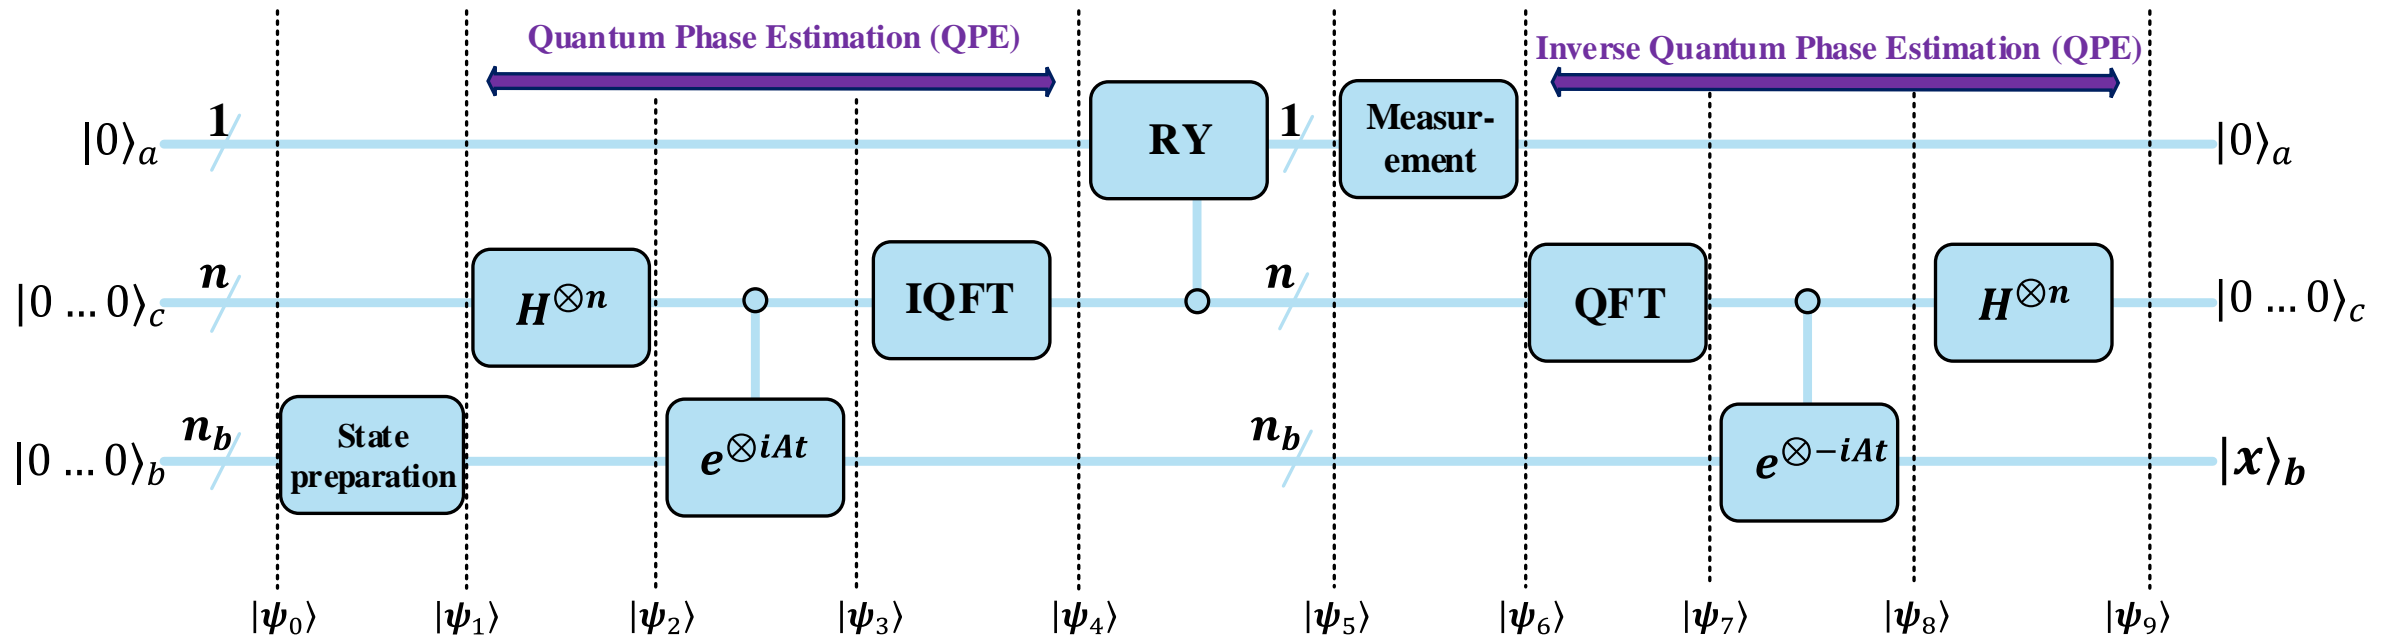 Quantum Phase Estimation (QPE)
Inverse Quantum Phase Estimation (QPE)
|0⟩a
1
RY
1
Measur-
ement
|0⟩a
|0 ... 0⟩c
n
H⊗n
IQFT
n
QFT
H⊗n
|0 ... 0⟩c
|0 ... 0⟩b
nb
State
preparation
e⊗iAt
nb
e⊗−iAt
|x⟩b
|ψ0⟩
|ψ1⟩
|ψ2⟩
|ψ3⟩
|ψ4⟩
|ψ5⟩
|ψ6⟩
|ψ7⟩
|ψ8⟩
|ψ9⟩